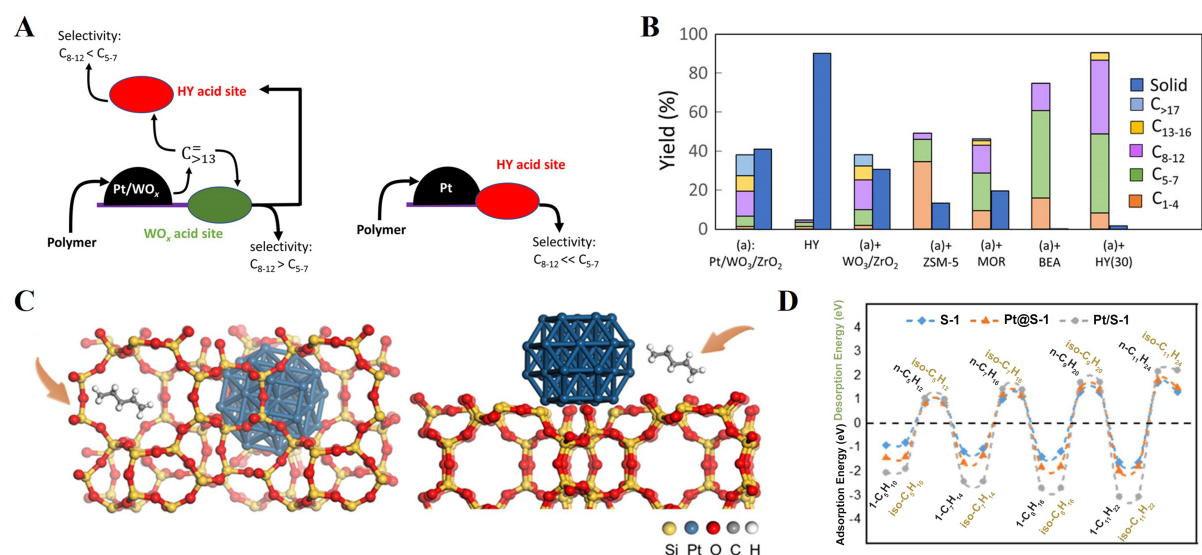 A
Selectivity:
C8-12 < C5-7
HY acid site
C=>13
Pt/WOx
Polymer
WOx acid site
selectivity:
C8-12 > C5-7
HY acid site
Pt
Polymer
Selectivity:
C8-12 << C5-7
B
Yield (%)
100
80
60
40
20
0
Solid
C>17
C13-16
C8-12
C5-7
C1-4
(a):
Pt/WO3/ZrO2
HY
(a)+
WO3/ZrO2
(a)+
ZSM-5
(a)+
MOR
(a)+
BEA
(a)+
HY(30)
C
Si Pt O C H
D
Adsorption Energy (eV) Desorption Energy (eV)
5
4
3
2
1
0
-1
-2
-3
-4
S-1 Pt@S-1 Pt/S-1
n-C5H12
iso-C5H12
n-C7H16
iso-C7H16
n-C9H20
iso-C9H20
n-C11H24
iso-C11H24
1-C5H10
iso-C5H10
1-C7H14
iso-C7H14
iso-C11H22
1-C11H22